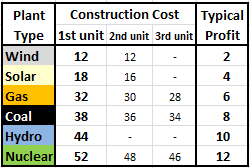 Plant Type Construction Cost Typical Profit
1st unit 2nd unit 3rd unit
Wind 12 12 - 2
Solar 18 16 - 4
Gas 32 30 28 6
Coal 38 36 34 8
Hydro 44 - - 10
Nuclear 52 48 46 12